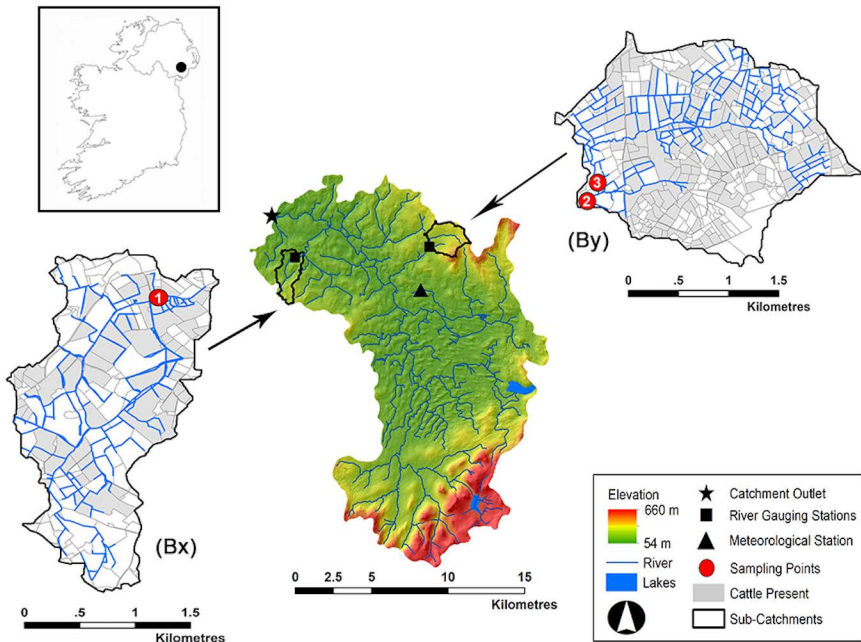 3
2
(By)
0 0.5 1 1.5
Kilometres
1
(Bx)
0 0.5 1 1.5
Kilometres
0 2.5 5 10 15
Kilometres
Elevation
660 m
54 m
River
Lakes
Catchment Outlet
River Gauging Stations
Meteorological Station
Sampling Points
Cattle Present
Sub-Catchments